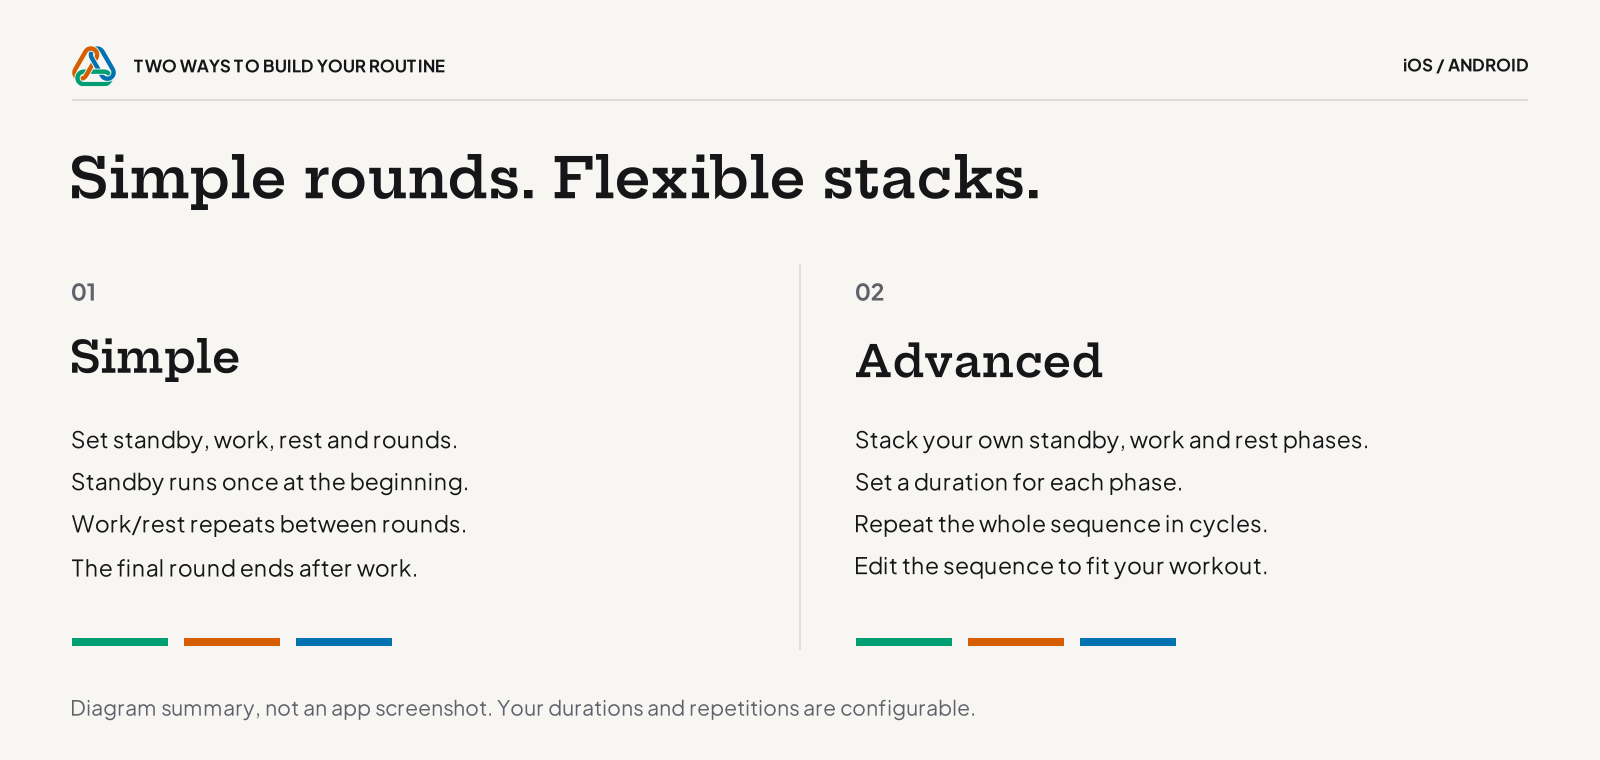 TWO WAYS TO BUILD YOUR ROUTINE
iOS / ANDROID
Simple rounds. Flexible stacks.
01
Simple
Set standby, work, rest and rounds.
Standby runs once at the beginning.
Work/rest repeats between rounds.
The final round ends after work.
02
Advanced
Stack your own standby, work and rest phases.
Set a duration for each phase.
Repeat the whole sequence in cycles.
Edit the sequence to fit your workout.
Diagram summary, not an app screenshot. Your durations and repetitions are configurable.